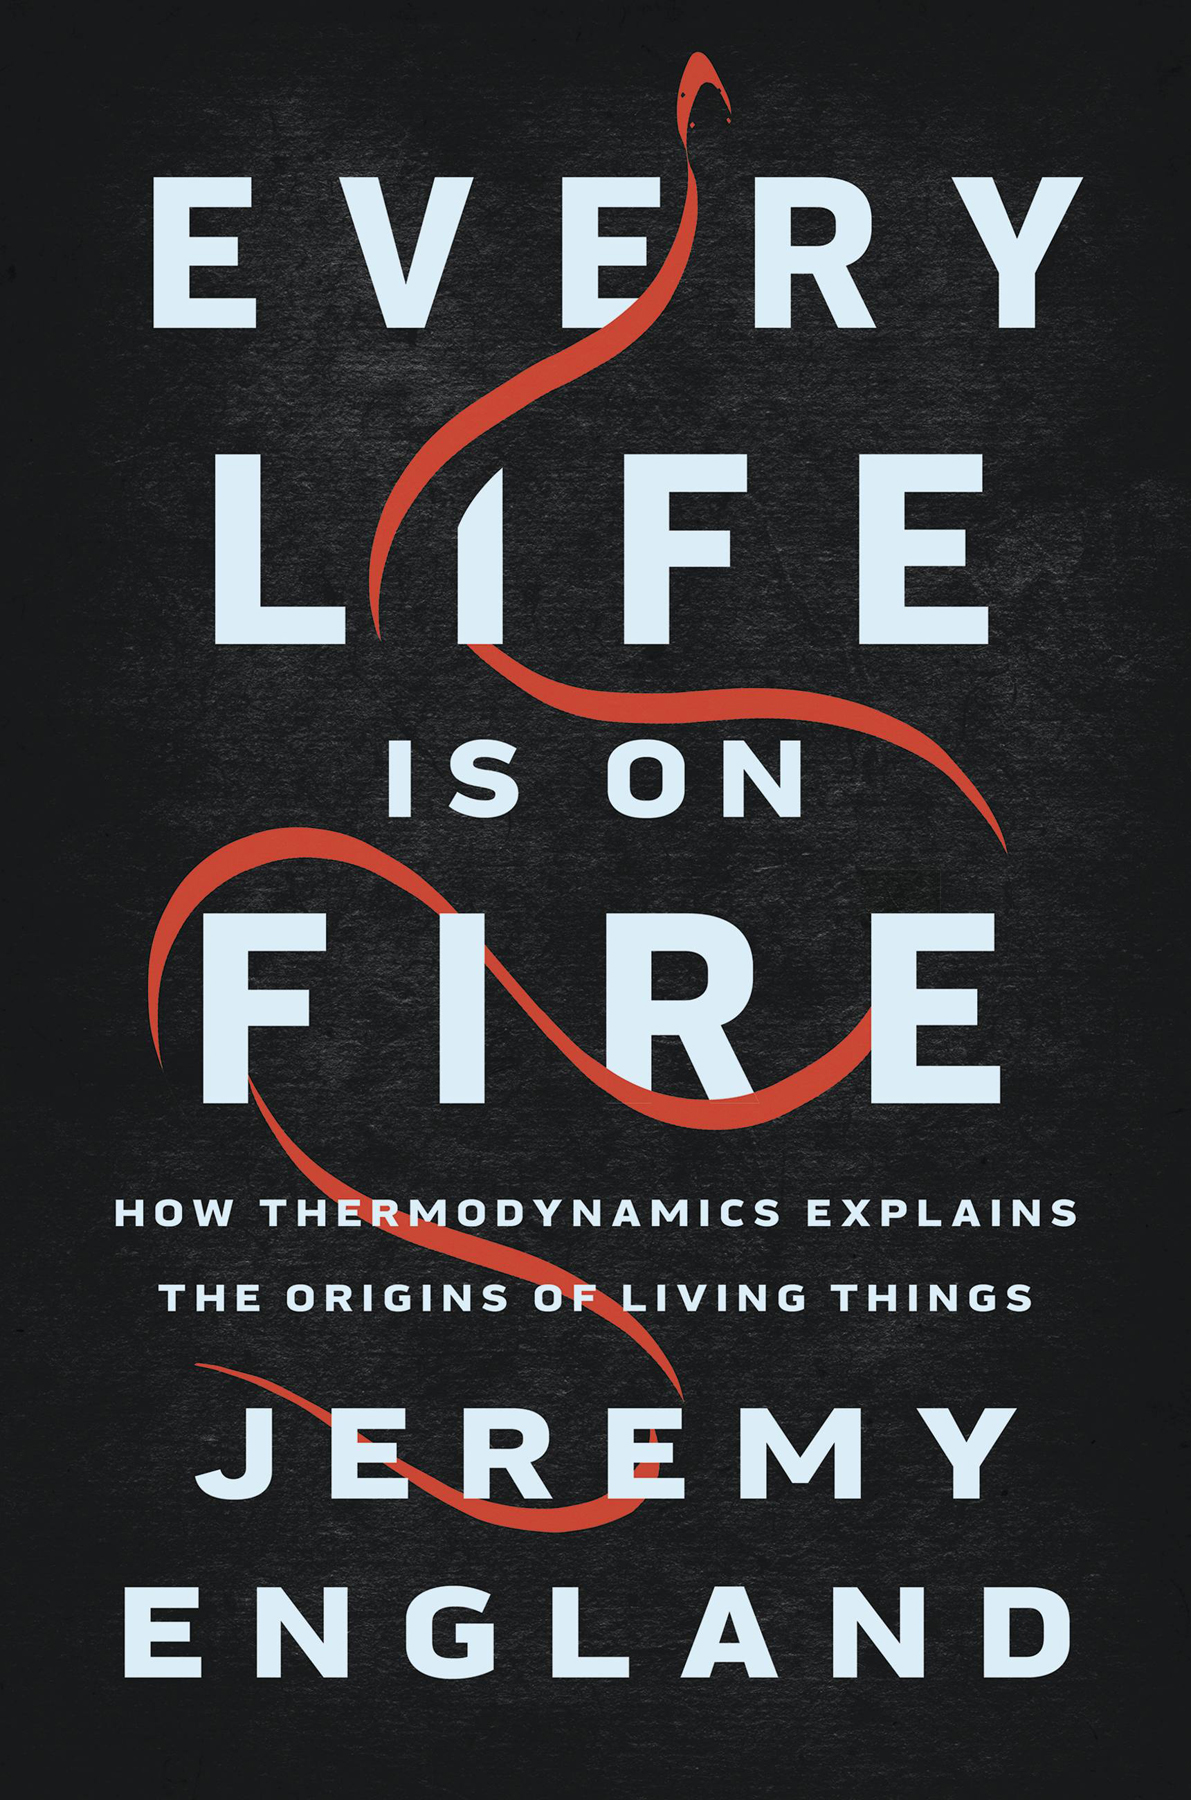 EVERY
LIFE
IS ON
FIRE
HOW THERMODYNAMICS EXPLAINS
THE ORIGINS OF LIVING THINGS
JEREMY
ENGLAND